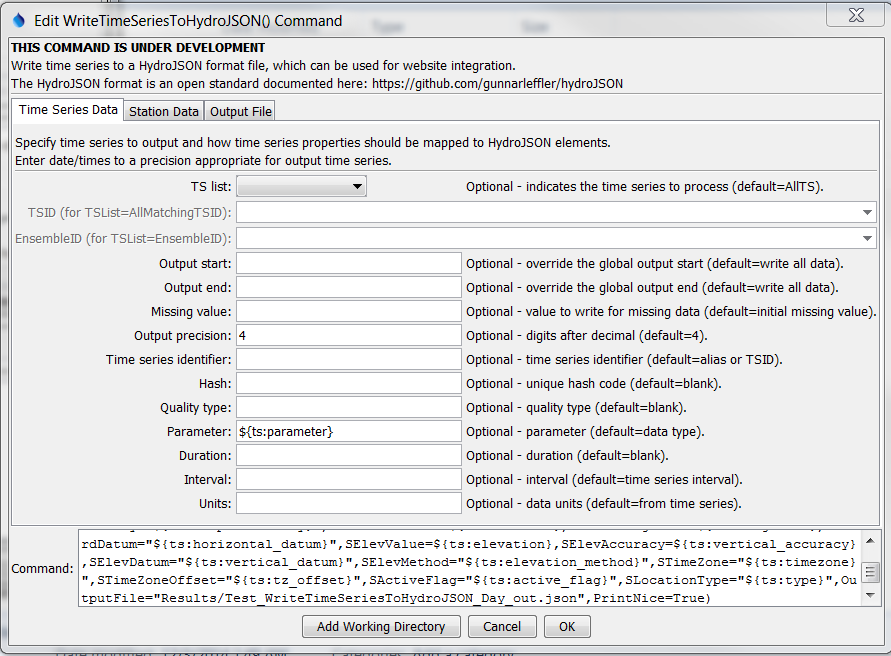 Edit WriteTimeSeriesToHydroJSON() Command
THIS COMMAND IS UNDER DEVELOPMENT
Write time series to a HydroJSON format file, which can be used for website integration.
The HydroJSON format is an open standard documented here: https://github.com/gunnarleffler/hydroJSON
Time Series Data Station Data Output File
Specify time series to output and how time series properties should be mapped to HydroJSON elements.
Enter date/times to a precision appropriate for output time series.
TS list: Optional - indicates the time series to process (default=AllTS).
TSID (for TSList=AllMatchingTSID):
EnsembleID (for TSList=EnsembleID):
Output start: Optional - override the global output start (default=write all data).
Output end: Optional - override the global output end (default=write all data).
Missing value: Optional - value to write for missing data (default=initial missing value).
Output precision: 4 Optional - digits after decimal (default=4).
Time series identifier: Optional - time series identifier (default=alias or TSID).
Hash: Optional - unique hash code (default=blank).
Quality type: Optional - quality type (default=blank).
Parameter: ${ts:parameter} Optional - parameter (default=data type).
Duration: Optional - duration (default=blank).
Interval: Optional - interval (default=time series interval).
Units: Optional - data units (default=from time series).
rdDatum="${ts:horizontal_datum}",SElevValue=${ts:elevation},SElevAccuracy=${ts:vertical_accuracy}
,SElevDatum="${ts:vertical_datum}",SElevMethod="${ts:elevation_method}",STimeZone="${ts:timezone}
Command:
",STimeZoneOffset="${ts:tz_offset}",SActiveFlag="${ts:active_flag}",SLocationType="${ts:type}",Ou
tputFile="Results/Test_WriteTimeSeriesToHydroJSON_Day_out.json",PrintNice=True)
Add Working Directory Cancel OK